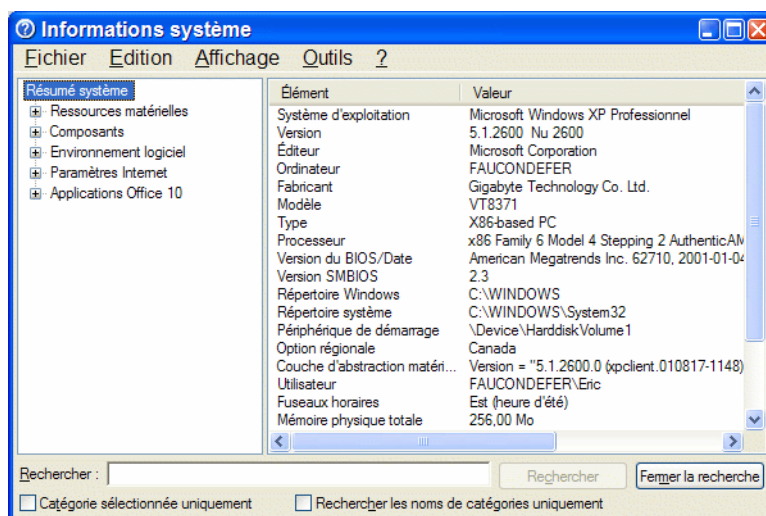 Informations système
Fichier Edition Affichage Outils ?
Résumé système
Ressources matérielles
Composants
Environnement logiciel
Paramètres Internet
Applications Office 10
Élément Valeur
Système d'exploitation Microsoft Windows XP Professionnel
Version 5.1.2600 Nu 2600
Éditeur Microsoft Corporation
Ordinateur FAUCONDEFER
Fabricant Gigabyte Technology Co. Ltd.
Modèle VT8371
Type X86-based PC
Processeur x86 Family 6 Model 4 Stepping 2 AuthenticAM
Version du BIOS/Date American Megatrends Inc. 62710, 2001-01-04
Version SMBIOS 2.3
Répertoire Windows C:\WINDOWS
Répertoire système C:\WINDOWS\System32
Périphérique de démarrage \Device\HarddiskVolume1
Option régionale Canada
Couche d'abstraction matéri... Version = "5.1.2600.0 (xpclient.010817-1148)
Utilisateur FAUCONDEFER\Eric
Fuseaux horaires Est (heure d'été)
Mémoire physique totale 256,00 Mo
Rechercher : Rechercher Fermer la recherche
Catégorie sélectionnée uniquement Rechercher les noms de catégories uniquement